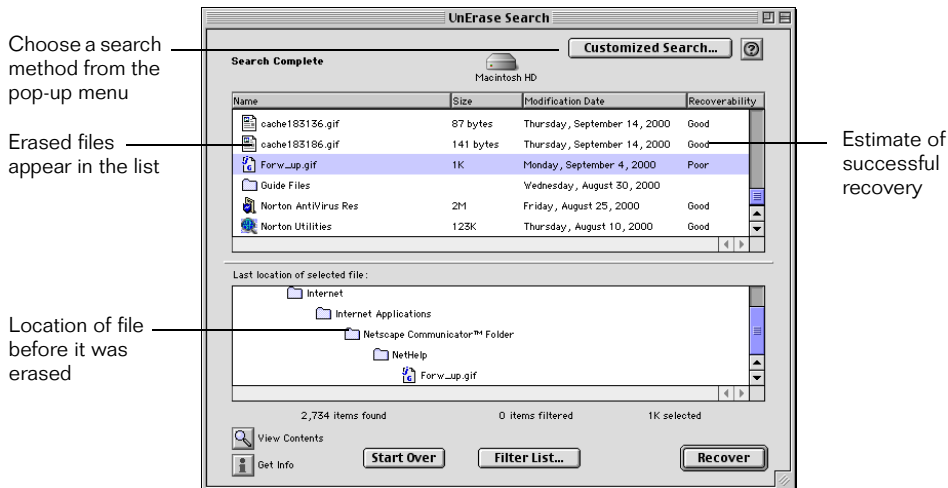 UnErase Search
Choose a search
method from the
pop-up menu
Search Complete
Macintosh HD
Customized Search...
?
Name Size Modification Date Recoverability
cache183136.gif 87 bytes Thursday, September 14, 2000 Good
cache183186.gif 141 bytes Thursday, September 14, 2000 Good
Forw_up.gif 1K Monday, September 4, 2000 Poor
Guide Files Wednesday, August 30, 2000
Norton AntiVirus Res 2M Friday, August 25, 2000 Good
Norton Utilities 123K Thursday, August 10, 2000 Good
Erased files
appear in the list
Estimate of
successful
recovery
Last location of selected file:
Internet
Internet Applications
Netscape Communicator™ Folder
NetHelp
Forw_up.gif
Location of file
before it was
erased
2,734 items found 0 items filtered 1K selected
View Contents
Get Info
Start Over
Filter List...
Recover